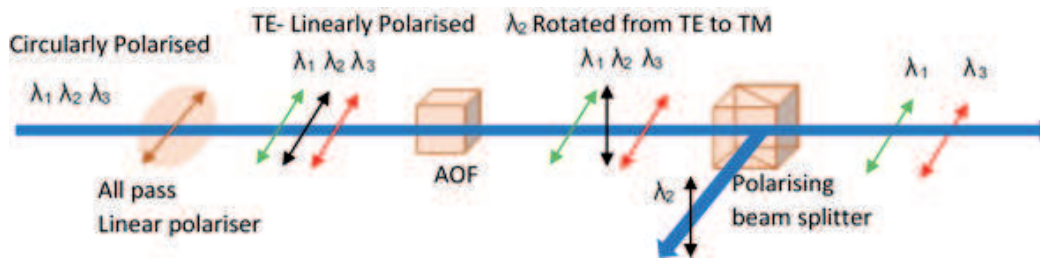 Circularly Polarised
TE- Linearly Polarised
λ₂ Rotated from TE to TM
λ₁ λ₂ λ₃
λ₁ λ₂ λ₃
λ₁ λ₂ λ₃
λ₁ λ₃
All pass
Linear polariser
AOF
λ₂
Polarising
beam splitter